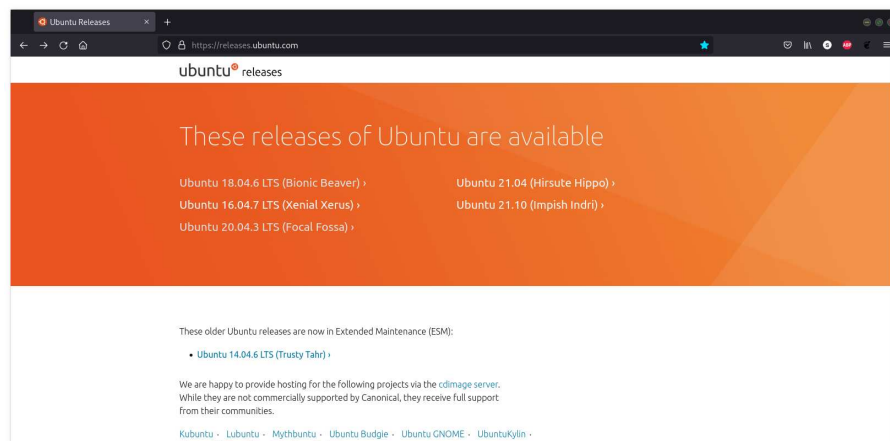 Ubuntu Releases
https://releases.ubuntu.com
ubuntu releases
These releases of Ubuntu are available
Ubuntu 18.04.6 LTS (Bionic Beaver) ›
Ubuntu 16.04.7 LTS (Xenial Xerus) ›
Ubuntu 20.04.3 LTS (Focal Fossa) ›
Ubuntu 21.04 (Hirsute Hippo) ›
Ubuntu 21.10 (Impish Indri) ›
These older Ubuntu releases are now in Extended Maintenance (ESM):
• Ubuntu 14.04.6 LTS (Trusty Tahr) ›
We are happy to provide hosting for the following projects via the cdimage server.
While they are not commercially supported by Canonical, they receive full support
from their communities.
Kubuntu · Lubuntu · Mythbuntu · Ubuntu Budgie · Ubuntu GNOME · UbuntuKylin ·